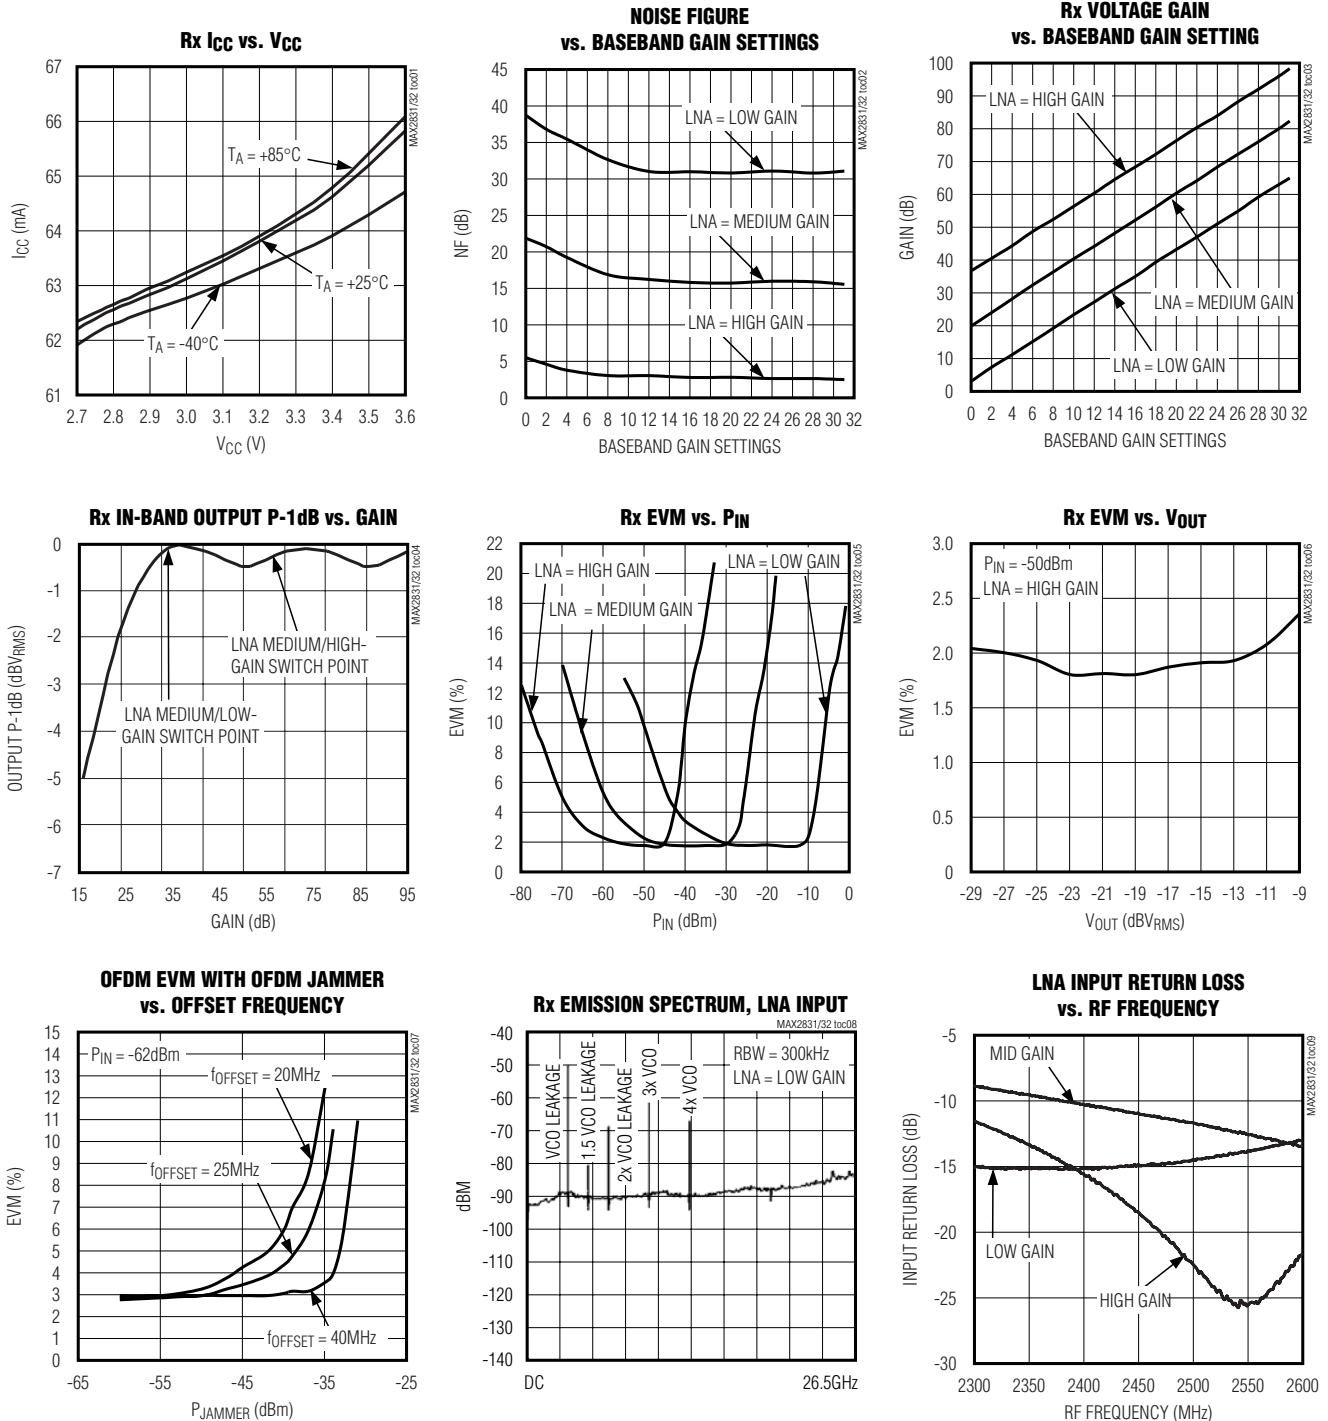 Rx ICC vs. VCC
MAX2831/32 toc01
67
66
65
64
63
62
61
ICC (mA)
TA = +85°C
TA = +25°C
TA = -40°C
2.7 2.8 2.9 3.0 3.1 3.2 3.3 3.4 3.5 3.6
VCC (V)
NOISE FIGURE
vs. BASEBAND GAIN SETTINGS
MAX2831/32 toc02
45
40
35
30
25
20
15
10
5
0
NF (dB)
LNA = LOW GAIN
LNA = MEDIUM GAIN
LNA = HIGH GAIN
0 2 4 6 8 10 12 14 16 18 20 22 24 26 28 30 32
BASEBAND GAIN SETTINGS
Rx VOLTAGE GAIN
vs. BASEBAND GAIN SETTING
MAX2831/32 toc03
100
90
80
70
60
50
40
30
20
10
0
GAIN (dB)
LNA = HIGH GAIN
LNA = MEDIUM GAIN
LNA = LOW GAIN
0 2 4 6 8 10 12 14 16 18 20 22 24 26 28 30 32
BASEBAND GAIN SETTINGS
Rx IN-BAND OUTPUT P-1dB vs. GAIN
MAX2831/32 toc04
0
-1
-2
-3
-4
-5
-6
-7
OUTPUT P-1dB (dBVRMS)
LNA MEDIUM/HIGH-
GAIN SWITCH POINT
LNA MEDIUM/LOW-
GAIN SWITCH POINT
15 25 35 45 55 65 75 85 95
GAIN (dB)
Rx EVM vs. PIN
MAX2831/32 toc05
22
20
18
16
14
12
10
8
6
4
2
0
EVM (%)
LNA = HIGH GAIN
LNA = LOW GAIN
LNA = MEDIUM GAIN
-80 -70 -60 -50 -40 -30 -20 -10 0
PIN (dBm)
Rx EVM vs. VOUT
MAX2831/32 toc06
3.0
2.5
2.0
1.5
1.0
0.5
0
EVM (%)
PIN = -50dBm
LNA = HIGH GAIN
-29 -27 -25 -23 -21 -19 -17 -15 -13 -11 -9
VOUT (dBVRMS)
OFDM EVM WITH OFDM JAMMER
vs. OFFSET FREQUENCY
MAX2831/32 toc07
15
14
13
12
11
10
9
8
7
6
5
4
3
2
1
0
EVM (%)
PIN = -62dBm
fOFFSET = 20MHz
fOFFSET = 25MHz
fOFFSET = 40MHz
-65 -55 -45 -35 -25
PJAMMER (dBm)
Rx EMISSION SPECTRUM, LNA INPUT
MAX2831/32 toc08
-40
-50
-60
-70
-80
-90
-100
-110
-120
-130
-140
dBM
VCO LEAKAGE
1.5 VCO LEAKAGE
2x VCO LEAKAGE
3x VCO
4x VCO
RBW = 300kHz
LNA = LOW GAIN
DC 26.5GHz
LNA INPUT RETURN LOSS
vs. RF FREQUENCY
MAX2831/32 toc09
-5
-10
-15
-20
-25
-30
INPUT RETURN LOSS (dB)
MID GAIN
LOW GAIN
HIGH GAIN
2300 2350 2400 2450 2500 2550 2600
RF FREQUENCY (MHz)